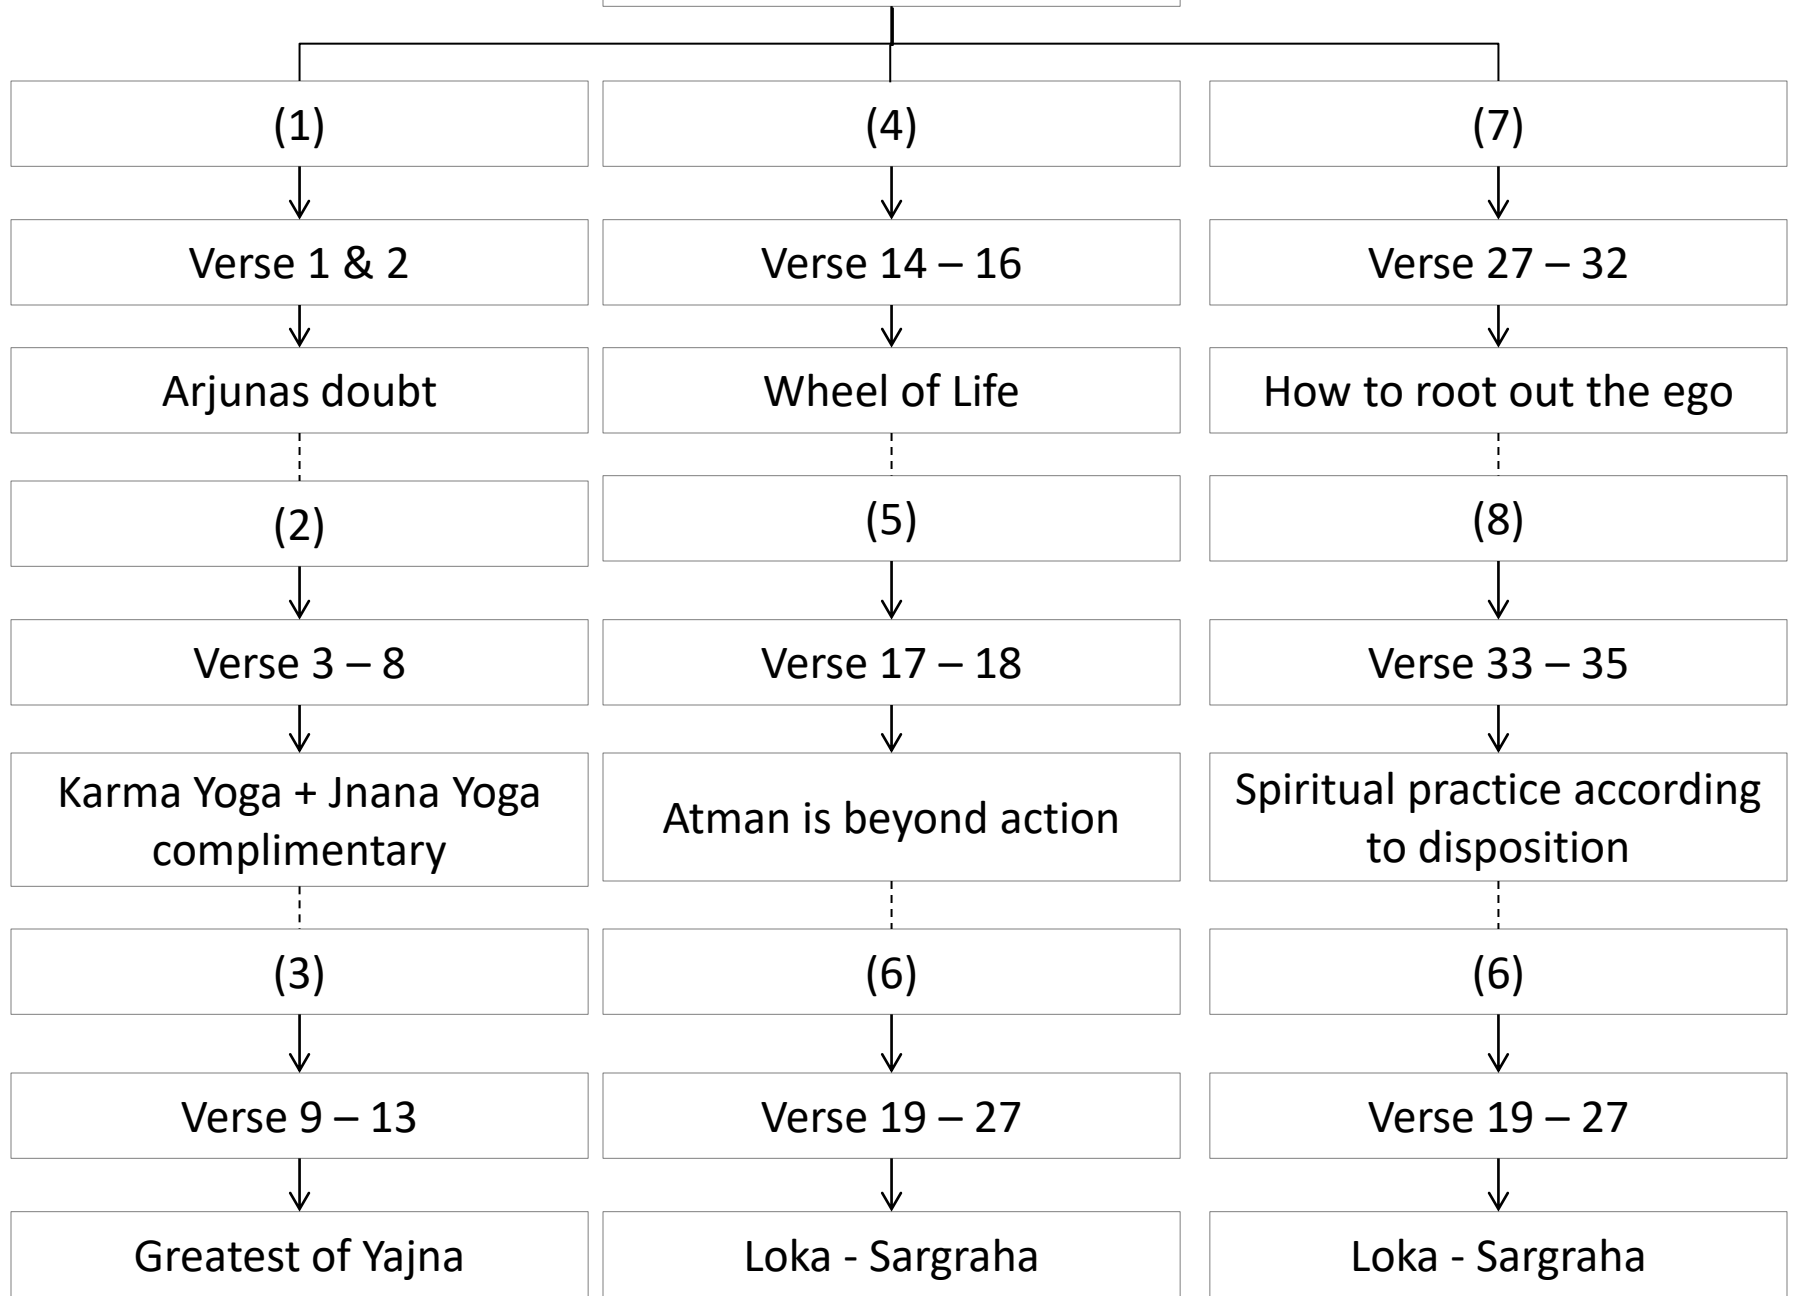 (1)
Verse 1 & 2
Arjunas doubt
(2)
Verse 3 – 8
Karma Yoga + Jnana Yoga
complimentary
(3)
Verse 9 – 13
Greatest of Yajna
(4)
Verse 14 – 16
Wheel of Life
(5)
Verse 17 – 18
Atman is beyond action
(6)
Verse 19 – 27
Loka - Sargraha
(7)
Verse 27 – 32
How to root out the ego
(8)
Verse 33 – 35
Spiritual practice according
to disposition
(6)
Verse 19 – 27
Loka - Sargraha